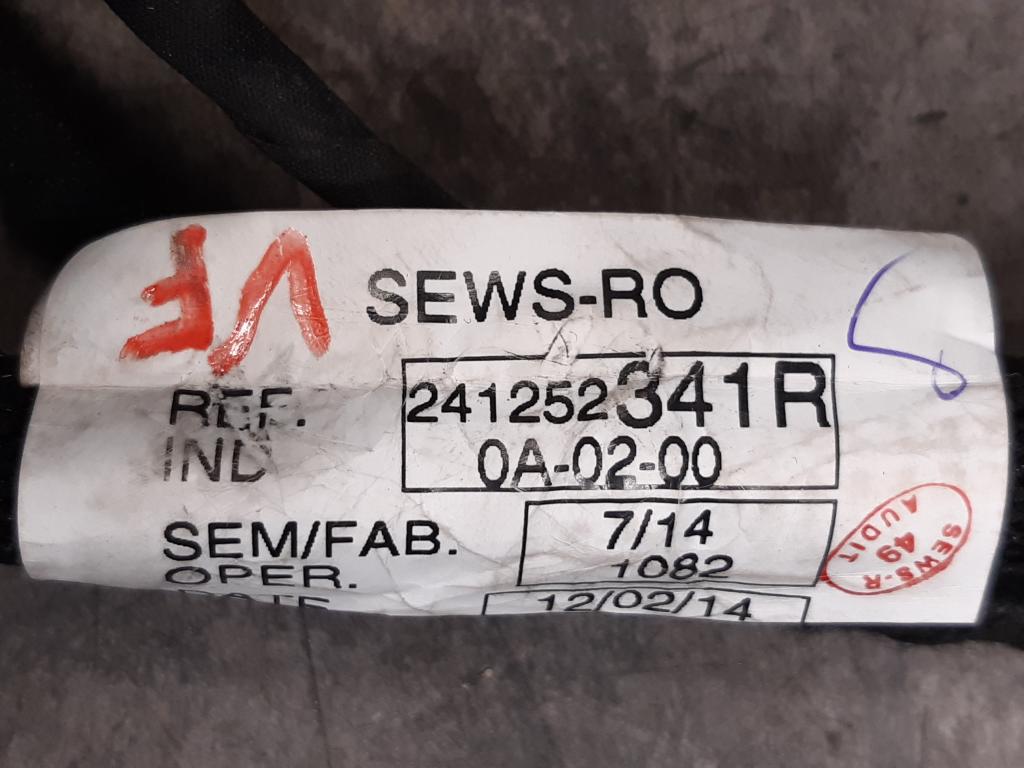 VF
SEWS-RO
REF. 241252341R
IND 0A-02-00
SEM/FAB. 7/14
OPER. 1082
DATE 12/02/14
SEWS-R
49
AUDIT